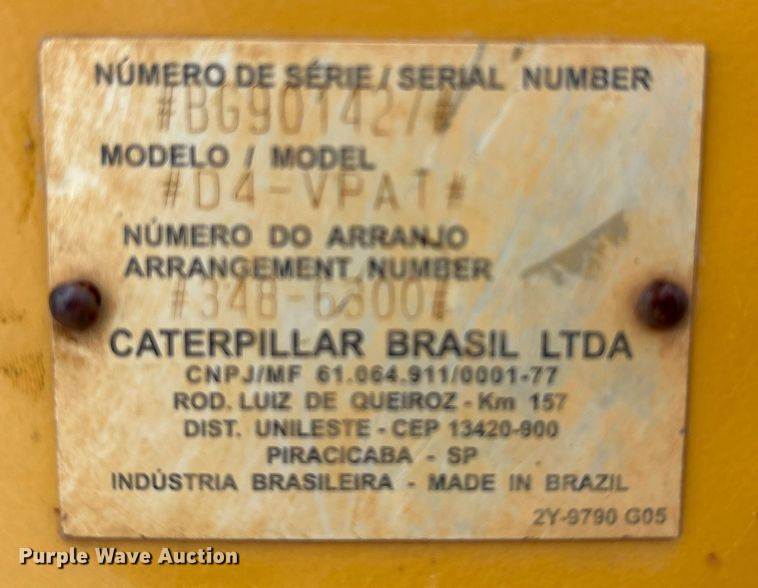 NÚMERO DE SÉRIE / SERIAL NUMBER
#BG901427#
MODELO / MODEL
#D4-VPAT#
NÚMERO DO ARRANJO
ARRANGEMENT NUMBER
#348-6300#
CATERPILLAR BRASIL LTDA
CNPJ/MF 61.064.911/0001-77
ROD. LUIZ DE QUEIROZ - Km 157
DIST. UNILESTE - CEP 13420-900
PIRACICABA - SP
INDÚSTRIA BRASILEIRA - MADE IN BRAZIL
2Y-9790 G05
Purple Wave Auction